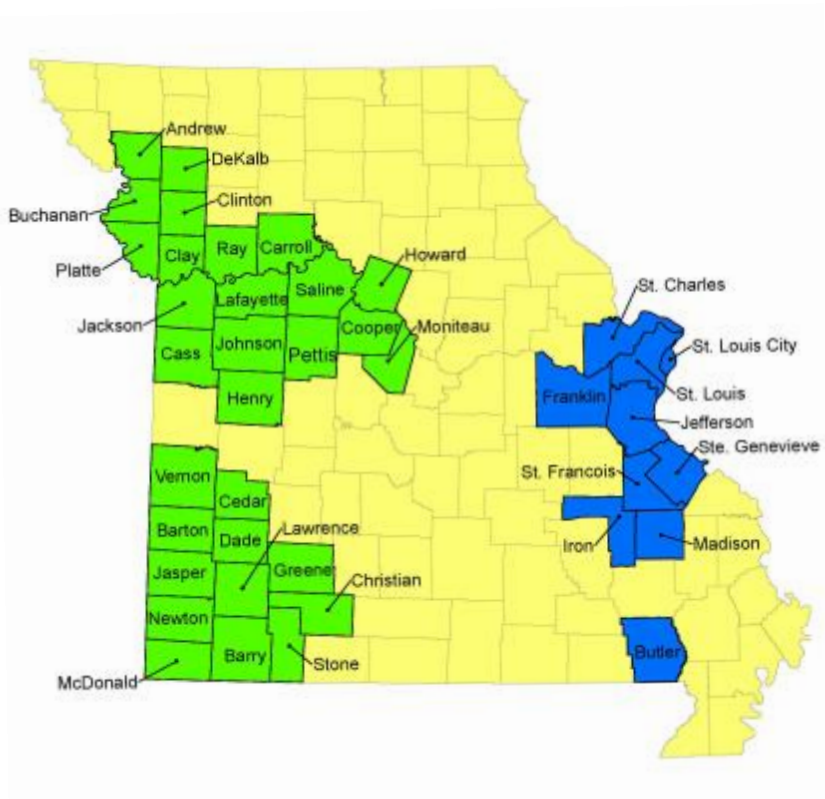 Andrew
DeKalb
Buchanan
Clinton
Platte
Clay
Ray
Carroll
Howard
St. Charles
Jackson
Lafayette
Saline
Cooper
Moniteau
St. Louis City
Cass
Johnson
Pettis
St. Louis
Henry
Franklin
Jefferson
Ste. Genevieve
St. Francois
Vernon
Cedar
Lawrence
Barton
Dade
Iron
Madison
Jasper
Greene
Christian
Newton
Barry
Stone
Butler
McDonald